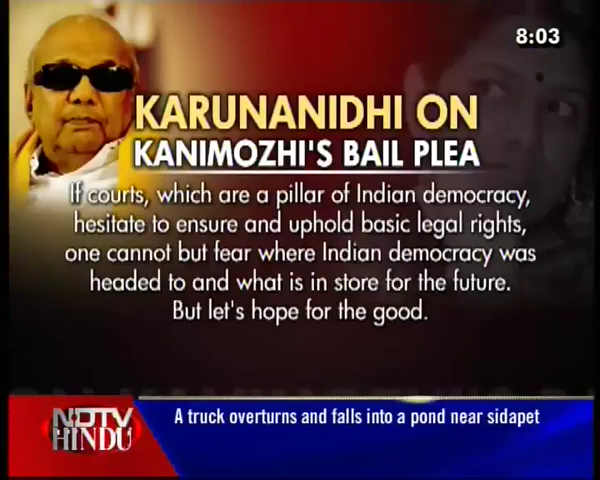 8:03
KARUNANIDHI ON
KANIMOZHI'S BAIL PLEA
If courts, which are a pillar of Indian democracy,
hesitate to ensure and uphold basic legal rights,
one cannot but fear where Indian democracy was
headed to and what is in store for the future.
But let's hope for the good.
NDTV
HINDU
A truck overturns and falls into a pond near sidapet